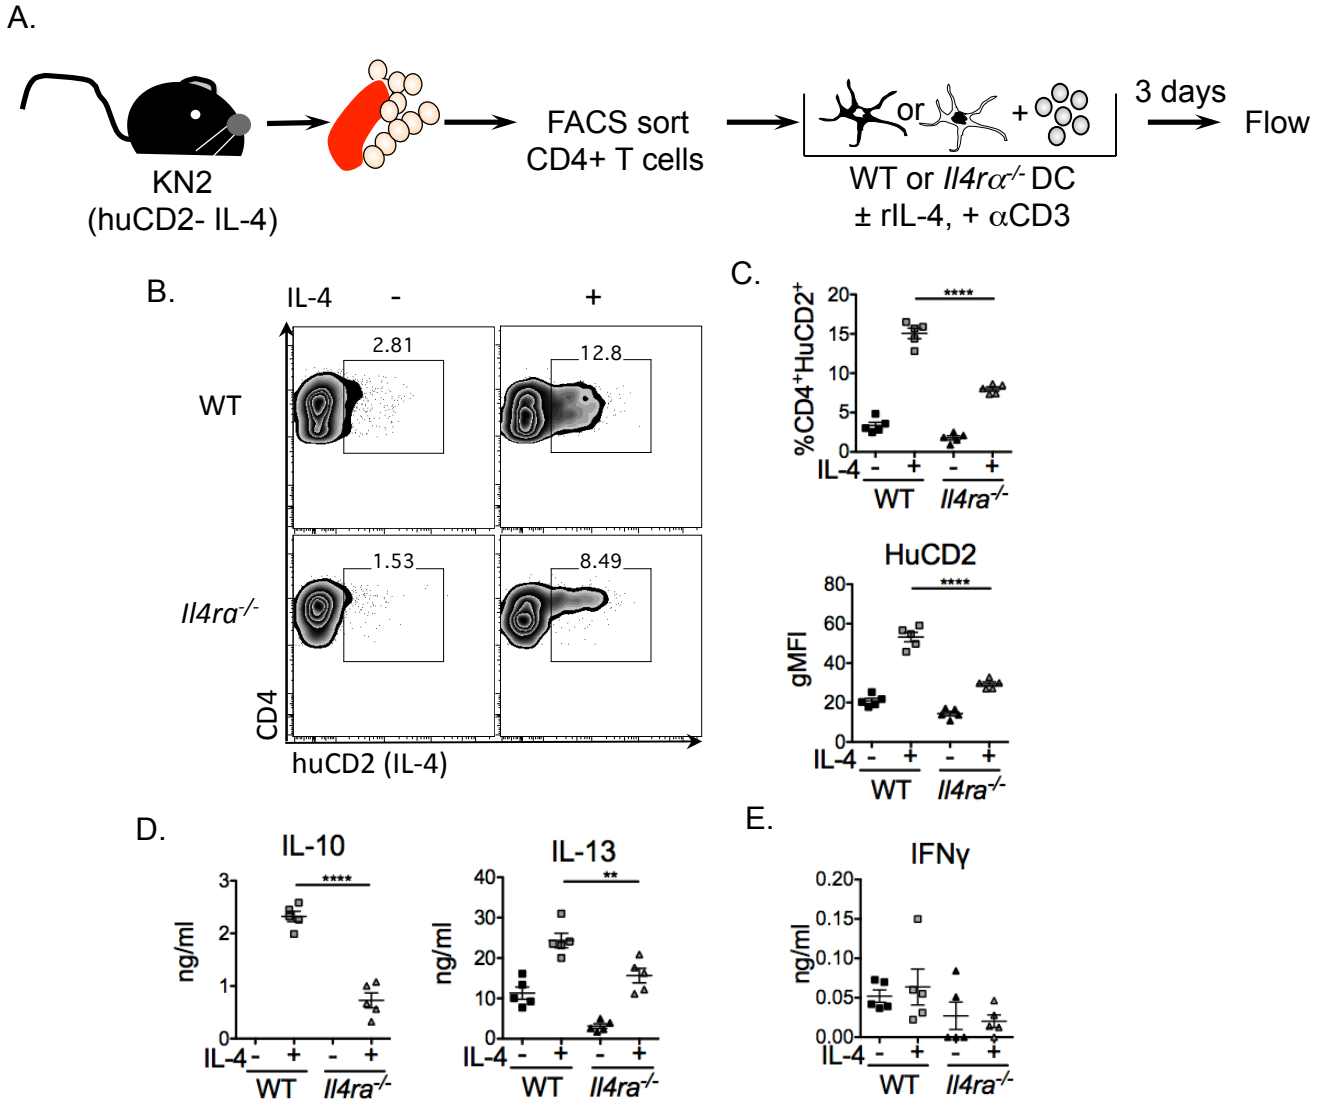 A.
KN2
(huCD2- IL-4)
FACS sort
CD4+ T cells
or
+
WT or Il4rα-/- DC
± rIL-4, + αCD3
3 days
Flow
B.
IL-4 - +
WT
2.81
12.8
Il4ra-/-
1.53
8.49
CD4
huCD2 (IL-4)
C.
%CD4+HuCD2+
20
15
10
5
0
****
IL-4 - + - +
WT Il4ra-/-
HuCD2
gMFI
80
60
40
20
0
****
IL-4 - + - +
WT Il4ra-/-
D.
IL-10
ng/ml
3
2
1
0
****
IL-4 - + - +
WT Il4ra-/-
IL-13
ng/ml
40
30
20
10
0
**
IL-4 - + - +
WT Il4ra-/-
E.
IFNγ
ng/ml
0.20
0.15
0.10
0.05
0.00
IL-4 - + - +
WT Il4ra-/-